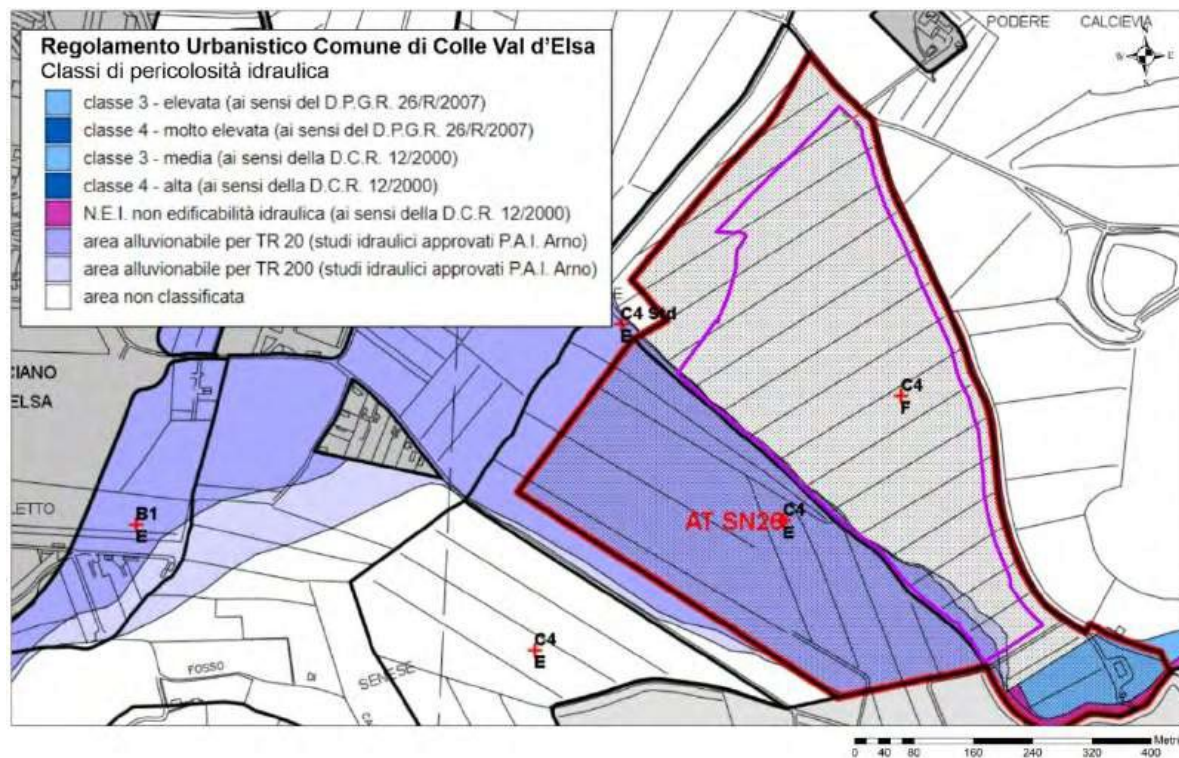 Regolamento Urbanistico Comune di Colle Val d'Elsa
Classi di pericolosità idraulica
classe 3 - elevata (ai sensi del D.P.G.R. 26/R/2007)
classe 4 - molto elevata (ai sensi del D.P.G.R. 26/R/2007)
classe 3 - media (ai sensi della D.C.R. 12/2000)
classe 4 - alta (ai sensi della D.C.R. 12/2000)
N.E.I. non edificabilità idraulica (ai sensi della D.C.R. 12/2000)
area alluvionabile per TR 20 (studi idraulici approvati P.A.I. Arno)
area alluvionabile per TR 200 (studi idraulici approvati P.A.I. Arno)
area non classificata
PODERE CALCIEVIA
W E
C4 Std
E
CIANO
ELSA
C4
F
LETTO
B1
E
AT SN26
C4
E
C4
E
FOSSO
DI
SENESE
Metri
0 40 80 160 240 320 400